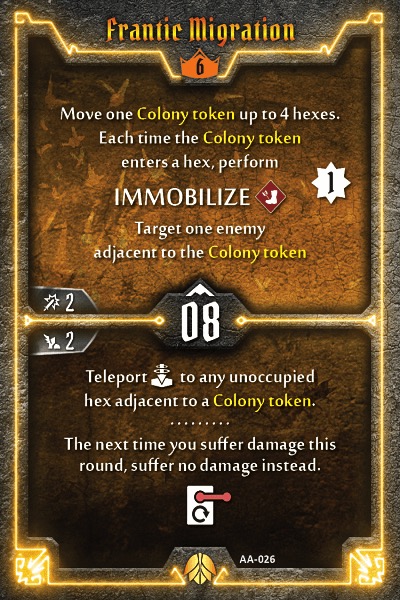 Frantic Migration
6
Move one Colony token up to 4 hexes.
Each time the Colony token
enters a hex, perform
IMMOBILIZE
1
Target one enemy
adjacent to the Colony token
2
08
2
Teleport to any unoccupied
hex adjacent to a Colony token.
The next time you suffer damage this
round, suffer no damage instead.
AA-026